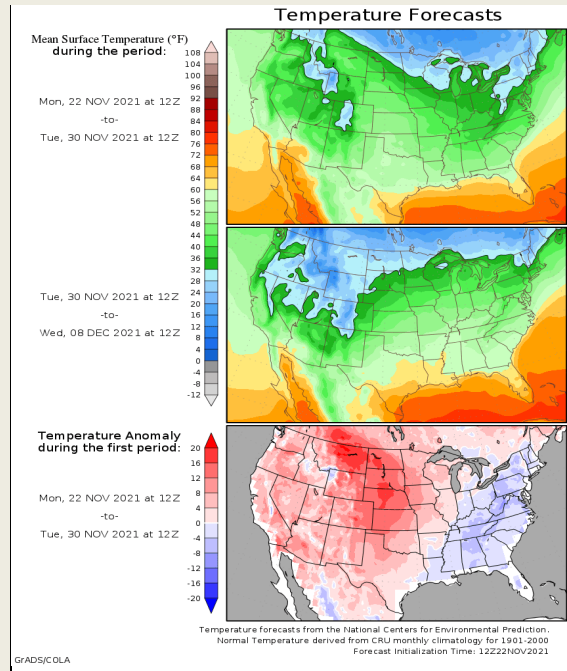 Temperature Forecasts
Mean Surface Temperature (°F)
during the period:
Mon, 22 NOV 2021 at 12Z
-to-
Tue, 30 NOV 2021 at 12Z
108
104
100
96
92
88
84
80
76
72
68
64
60
56
52
48
44
40
36
32
28
24
20
16
12
8
4
0
-4
-8
-12
Tue, 30 NOV 2021 at 12Z
-to-
Wed, 08 DEC 2021 at 12Z
Temperature Anomaly
during the first period:
Mon, 22 NOV 2021 at 12Z
-to-
Tue, 30 NOV 2021 at 12Z
20
16
12
8
4
0
-4
-8
-12
-16
-20
Temperature forecasts from the National Centers for Environmental Prediction.
Normal Temperature derived from CRU monthly climatology for 1901-2000
Forecast Initialization Time: 12Z22NOV2021
GrADS/COLA